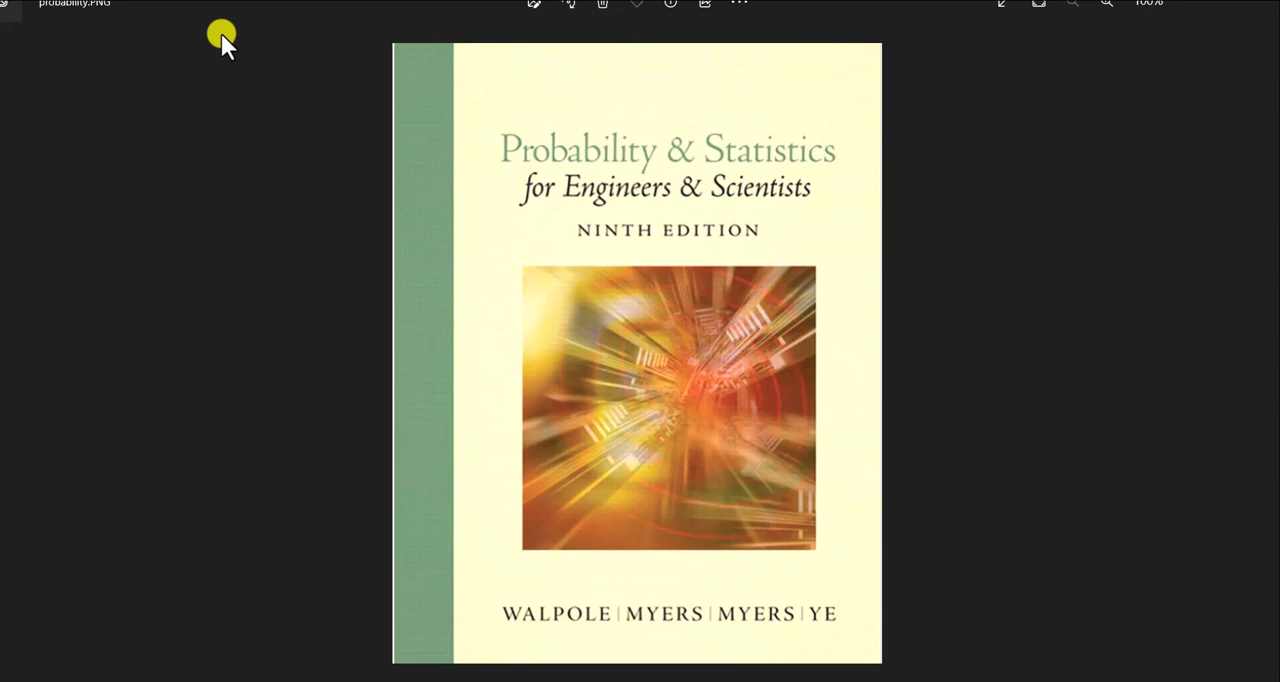 probability.PNG
100%
Probability & Statistics
for Engineers & Scientists
NINTH EDITION
WALPOLE | MYERS | MYERS | YE